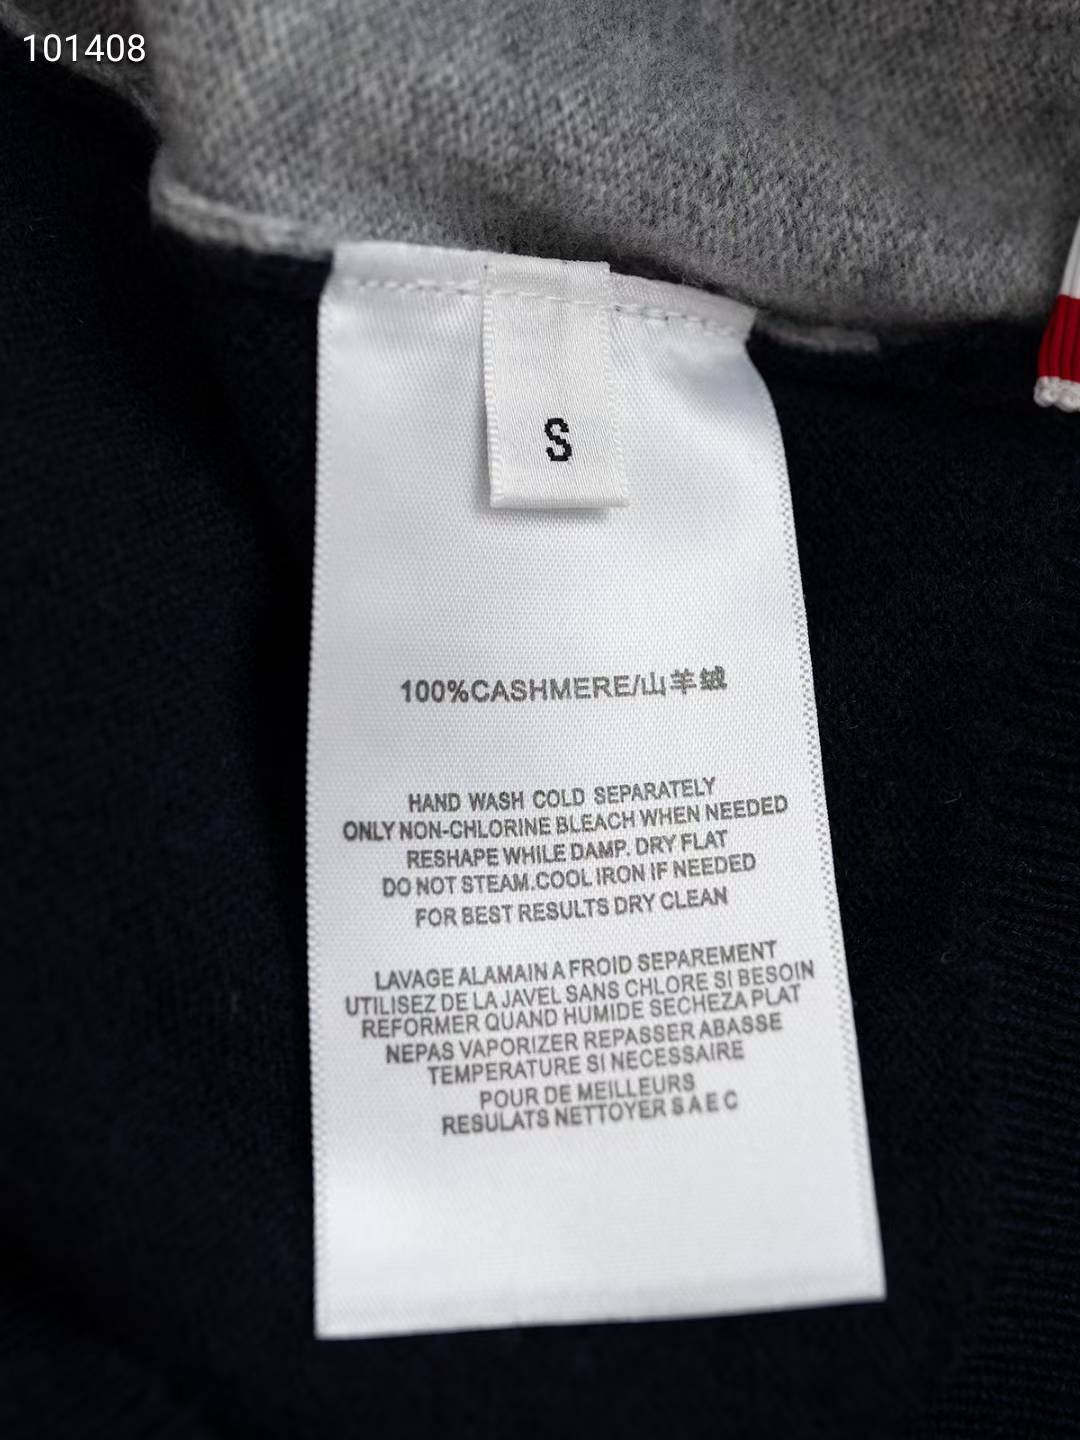 101408
S
100%CASHMERE/山羊绒
HAND WASH COLD SEPARATELY
ONLY NON-CHLORINE BLEACH WHEN NEEDED
RESHAPE WHILE DAMP. DRY FLAT
DO NOT STEAM.COOL IRON IF NEEDED
FOR BEST RESULTS DRY CLEAN
LAVAGE ALAMAIN A FROID SEPAREMENT
UTILISEZ DE LA JAVEL SANS CHLORE SI BESOIN
REFORMER QUAND HUMIDE SECHEZA PLAT
NEPAS VAPORIZER REPASSER ABASSE
TEMPERATURE SI NECESSAIRE
POUR DE MEILLEURS
RESULATS NETTOYER S A E C